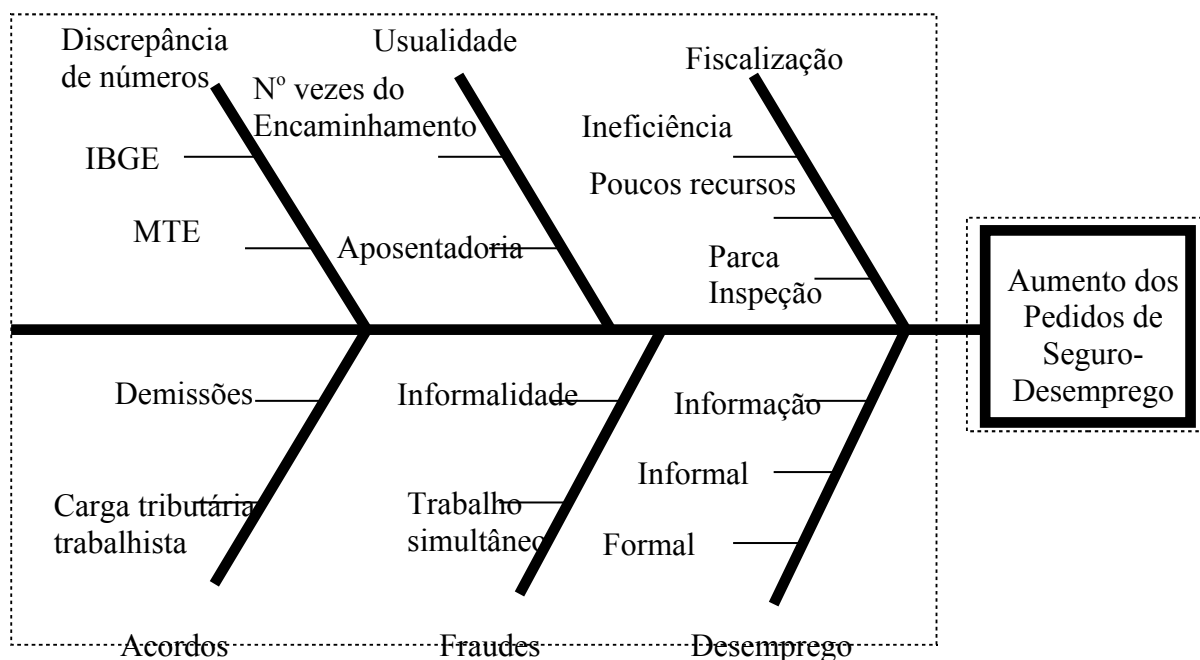 Discrepância
de números
Usualidade
Fiscalização
Nº vezes do
Encaminhamento
Ineficiência
IBGE
Poucos recursos
MTE
Aposentadoria
Parca
Inspeção
Aumento dos
Pedidos de
Seguro-
Desemprego
Demissões
Informalidade
Informação
Informal
Carga tributária
trabalhista
Trabalho
simultâneo
Formal
Acordos
Fraudes
Desemprego